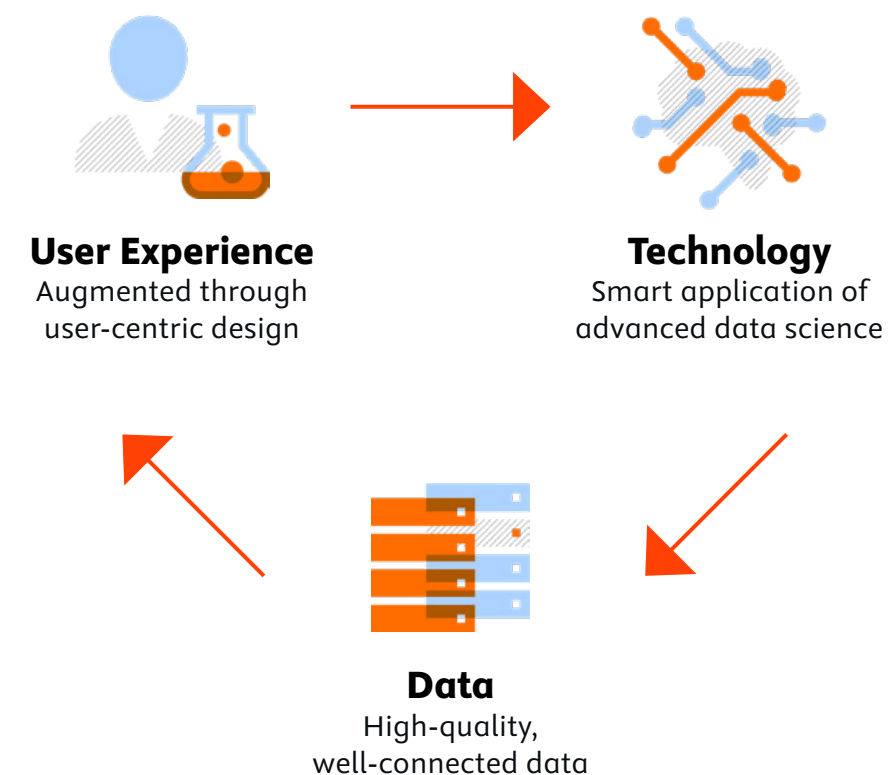 User Experience
Augmented through
user-centric design
Technology
Smart application of
advanced data science
Data
High-quality,
well-connected data